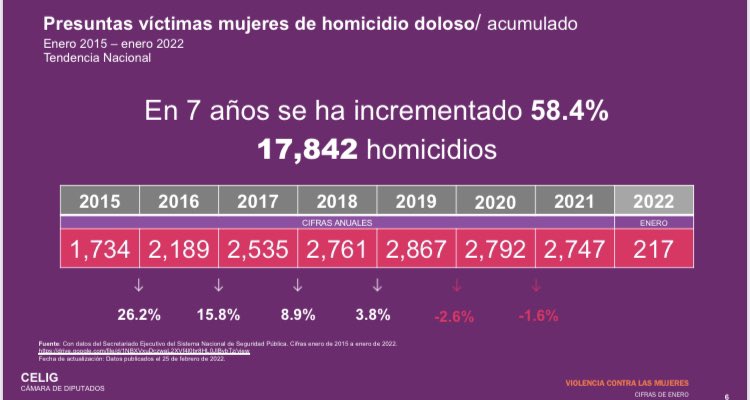 Presuntas víctimas mujeres de homicidio doloso/ acumulado
Enero 2015 – enero 2022
Tendencia Nacional
En 7 años se ha incrementado 58.4%
17,842 homicidios
2015 2016 2017 2018 2019 2020 2021 2022
CIFRAS ANUALES ENERO
1,734 2,189 2,535 2,761 2,867 2,792 2,747 217
26.2% 15.8% 8.9% 3.8% -2.6% -1.6%
Fuente: Con datos del Secretariado Ejecutivo del Sistema Nacional de Seguridad Pública. Cifras enero de 2015 a enero de 2022.
Fecha de actualización: Datos publicados el 25 de febrero de 2022.
CELIG
CÁMARA DE DIPUTADOS
VIOLENCIA CONTRA LAS MUJERES
CIFRAS DE ENERO
6